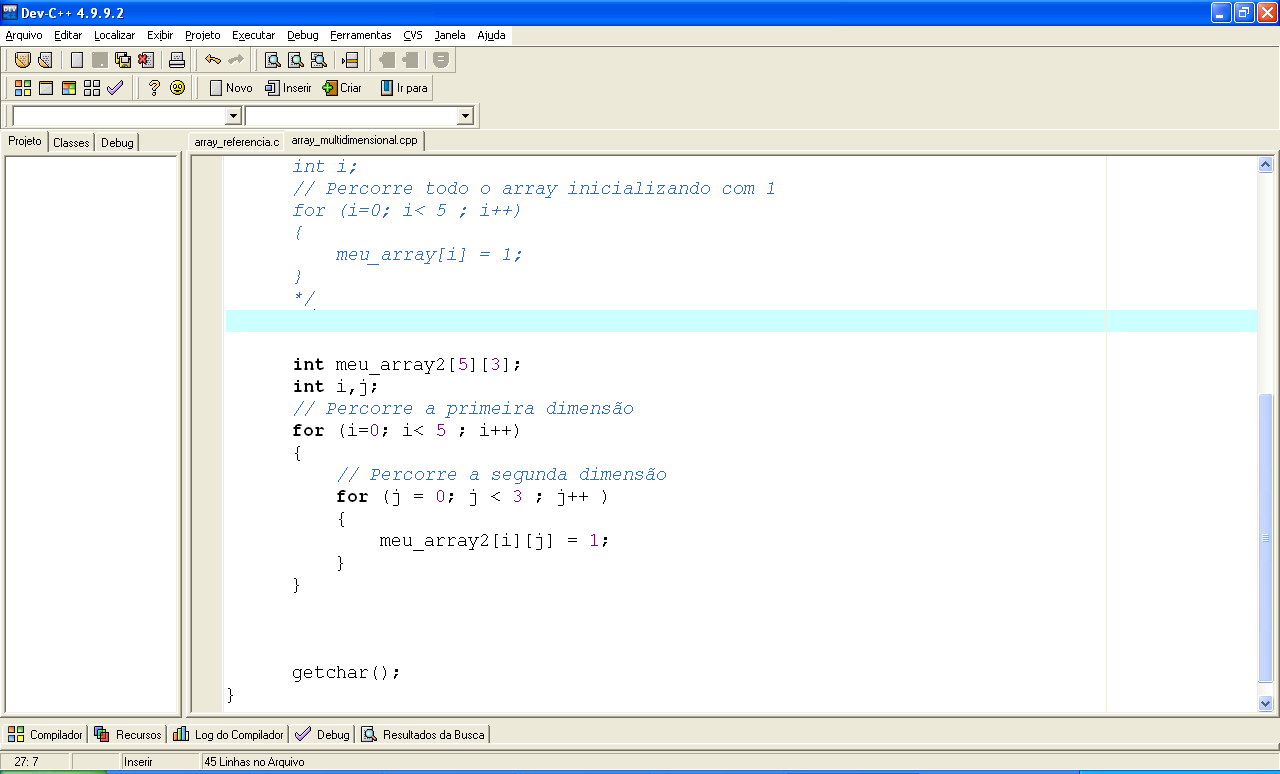 Dev-C++ 4.9.9.2
Arquivo Editar Localizar Exibir Projeto Executar Debug Ferramentas CVS Janela Ajuda
Novo Inserir Criar Ir para
Projeto Classes Debug array_referencia.c array_multidimensional.cpp
int i;
// Percorre todo o array inicializando com 1
for (i=0; i< 5 ; i++)
{
meu_array[i] = 1;
}
*/
int meu_array2[5][3];
int i,j;
// Percorre a primeira dimensão
for (i=0; i< 5 ; i++)
{
// Percorre a segunda dimensão
for (j = 0; j < 3 ; j++ )
{
meu_array2[i][j] = 1;
}
}
getchar();
}
Compilador Recursos Log do Compilador Debug Resultados da Busca
27: 7 Inserir 45 Linhas no Arquivo